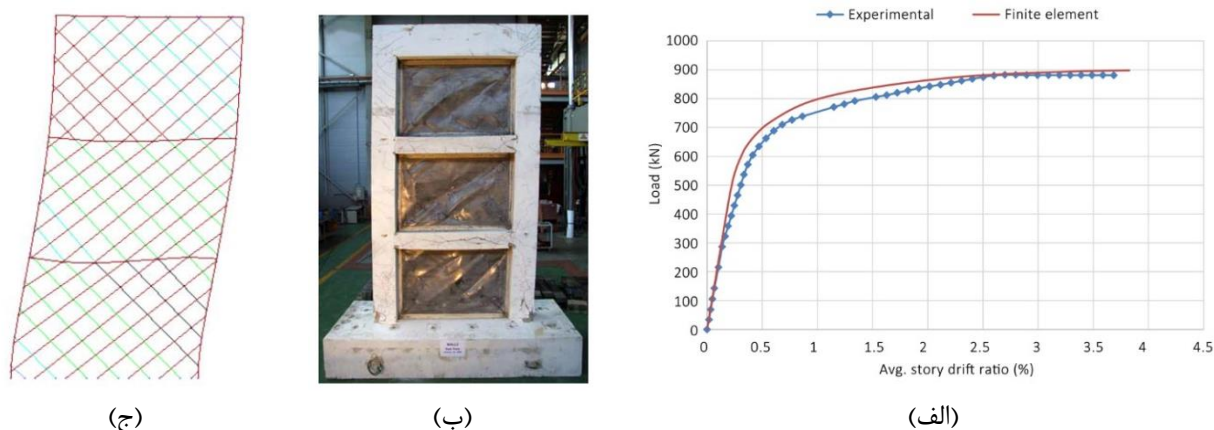 Experimental
Finite element
1000
900
800
700
600
500
400
300
200
100
0
Load (kN)
0 0.5 1 1.5 2 2.5 3 3.5 4 4.5
Avg. story drift ratio (%)
(ج) (ب) (الف)